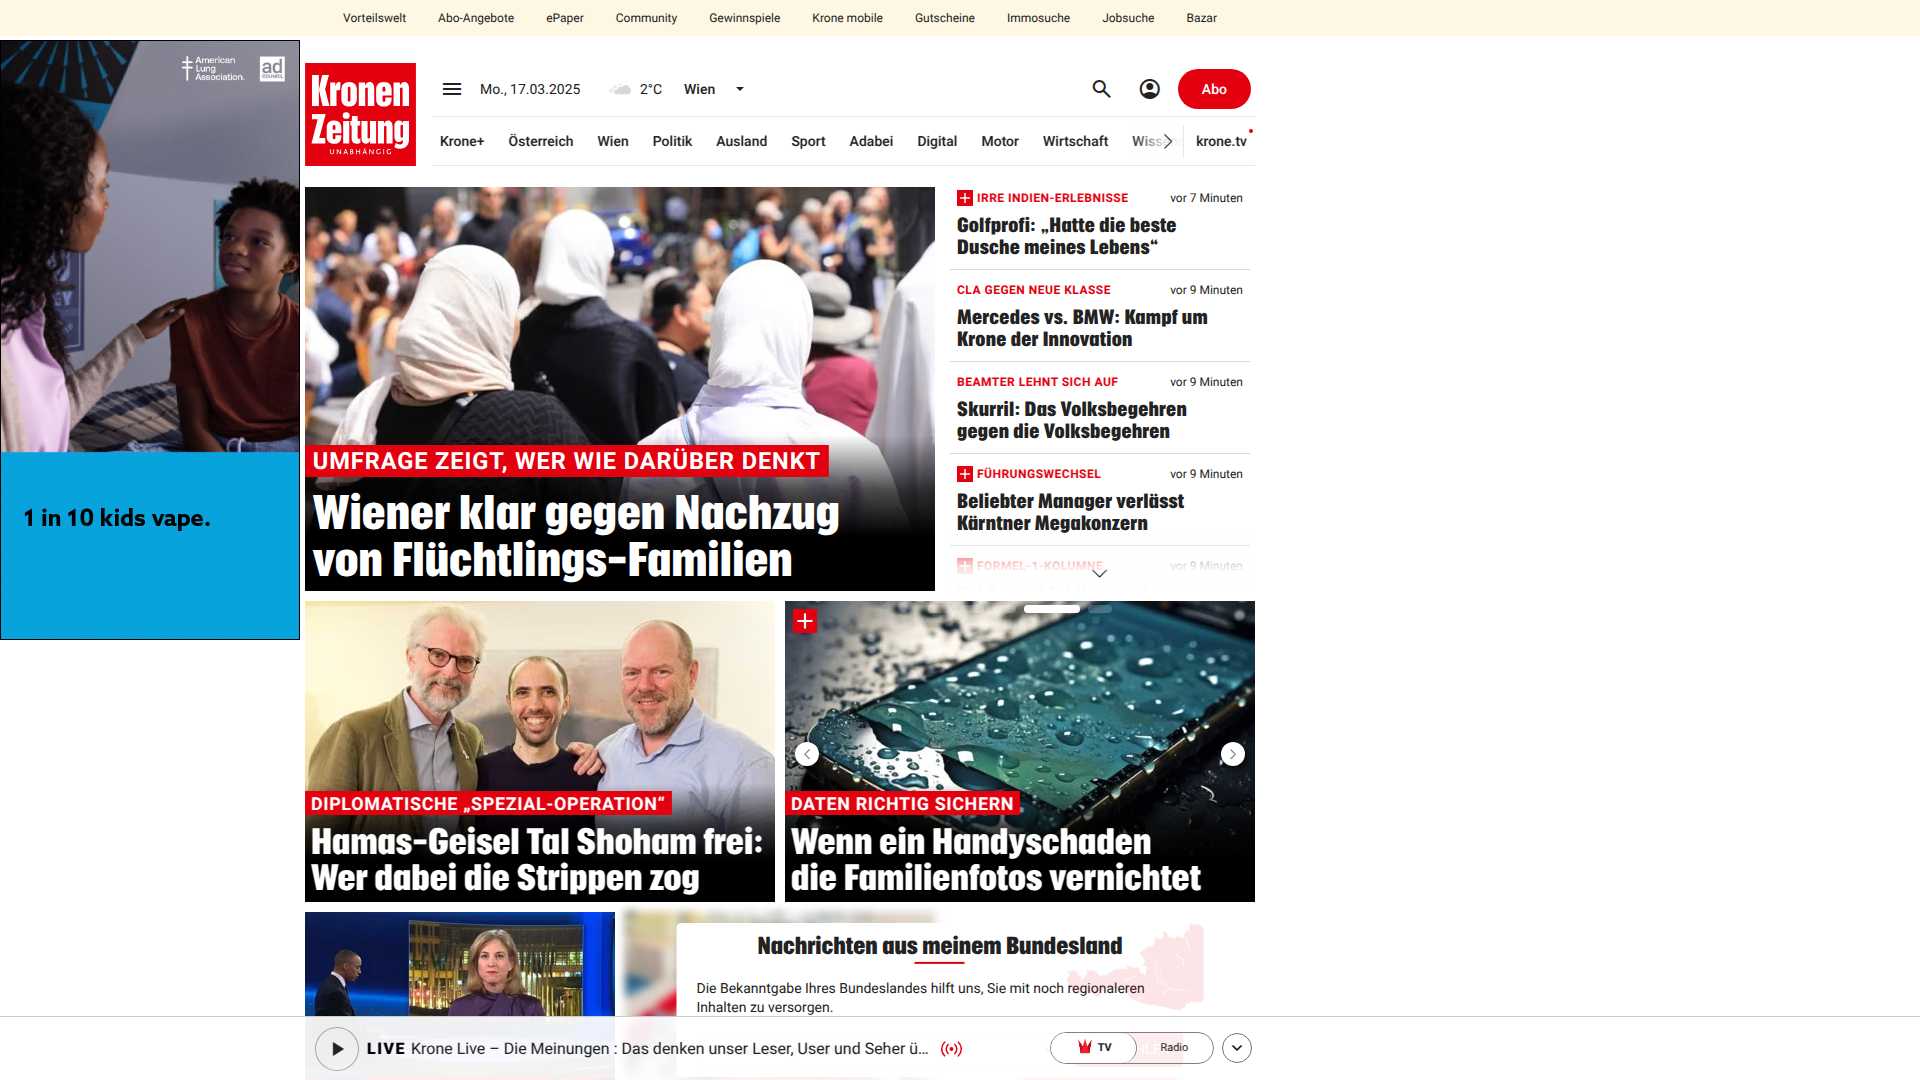 Vorteilswelt
Abo-Angebote
ePaper
Community
Gewinnspiele
Krone mobile
Gutscheine
Immosuche
Jobsuche
Bazar
American
Lung
Association.
ad
COUNCIL
1 in 10 kids vape.
Kronen
Zeitung
UNABHÄNGIG
Mo., 17.03.2025
2°C
Wien
Abo
Krone+
Österreich
Wien
Politik
Ausland
Sport
Adabei
Digital
Motor
Wirtschaft
krone.tv
UMFRAGE ZEIGT, WER WIE DARÜBER DENKT
Wiener klar gegen Nachzug
von Flüchtlings-Familien
IRRE INDIEN-ERLEBNISSE
vor 7 Minuten
Golfprofi: „Hatte die beste
Dusche meines Lebens“
CLA GEGEN NEUE KLASSE
vor 9 Minuten
Mercedes vs. BMW: Kampf um
Krone der Innovation
BEAMTER LEHNT SICH AUF
vor 9 Minuten
Skurril: Das Volksbegehren
gegen die Volksbegehren
FÜHRUNGSWECHSEL
vor 9 Minuten
Beliebter Manager verlässt
Kärntner Megakonzern
FORMEL-1-KOLUMNE
vor 9 Minuten
DIPLOMATISCHE „SPEZIAL-OPERATION“
Hamas-Geisel Tal Shoham frei:
Wer dabei die Strippen zog
DATEN RICHTIG SICHERN
Wenn ein Handyschaden
die Familienfotos vernichtet
Nachrichten aus meinem Bundesland
Die Bekanntgabe Ihres Bundeslandes hilft uns, Sie mit noch regionaleren
Inhalten zu versorgen.
LIVE Krone Live – Die Meinungen : Das denken unser Leser, User und Seher ü...
TV
Radio